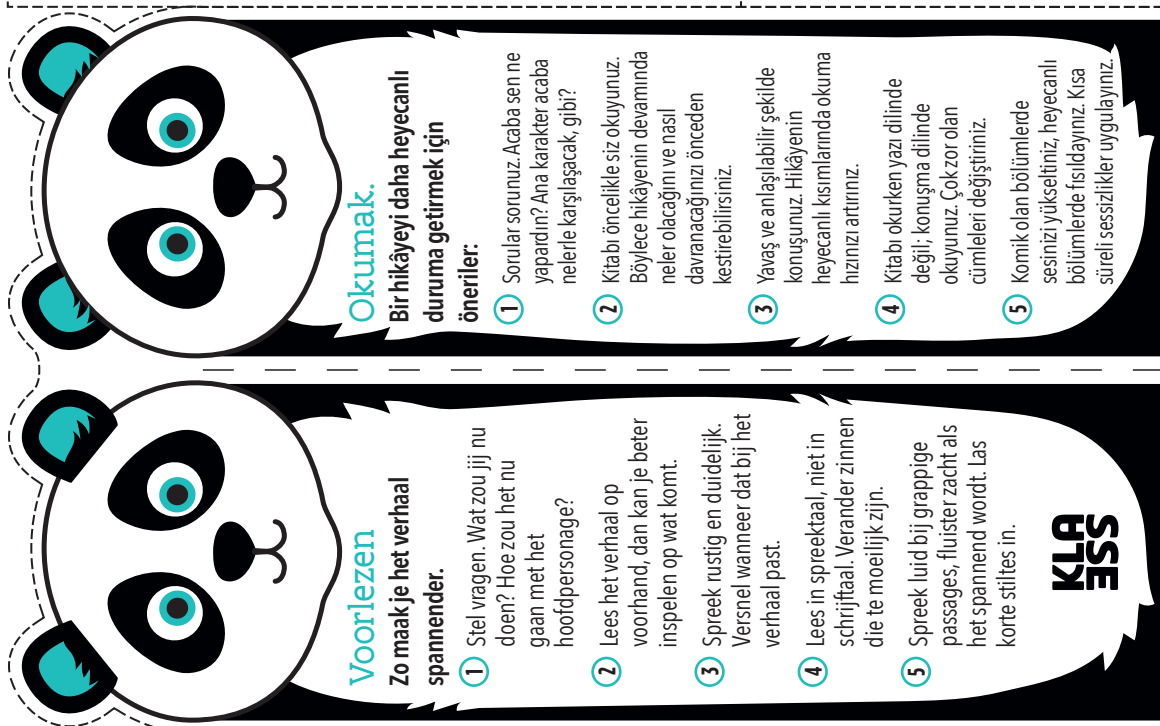 Okumak.
Bir hikâyeyi daha heyecanlı
duruma getirmek için
öneriler:
1 Sorular sorunuz. Acaba sen ne
yapardın? Ana karakter acaba
nelerle karşılaşacak, gibi?
2 Kitabı öncelikle siz okuyunuz.
Böylece hikâyenin devamında
neler olacağını ve nasıl
davranacağınızı önceden
kestirebilirsiniz.
3 Yavaş ve anlaşılabilir şekilde
konuşunuz. Hikâyenin
heyecanlı kısımlarında okuma
hızınızı artırınız.
4 Kitabı okurken yazı dilinde
değil; konuşma dilinde
okuyunuz. Çok zor olan
cümleleri değiştiriniz.
5 Komik olan bölümlerde
sesinizi yükseltiniz, heyecanlı
bölümlerde fısıldayınız. Kısa
süreli sessizlikler uygulayınız.
Voorlezen
Zo maak je het verhaal
spannender.
1 Stel vragen. Wat zou jij nu
doen? Hoe zou het nu
gaan met het
hoofdpersonage?
2 Lees het verhaal op
voorhand, dan kan je beter
inspelen op wat komt.
3 Spreek rustig en duidelijk.
Versnel wanneer dat bij het
verhaal past.
4 Lees in spreektaal, niet in
schrijftaal. Verander zinnen
die te moeilijk zijn.
5 Spreek luid bij grappige
passages, fluister zacht als
het spannend wordt. Las
korte stiltes in.
KLA
SSE